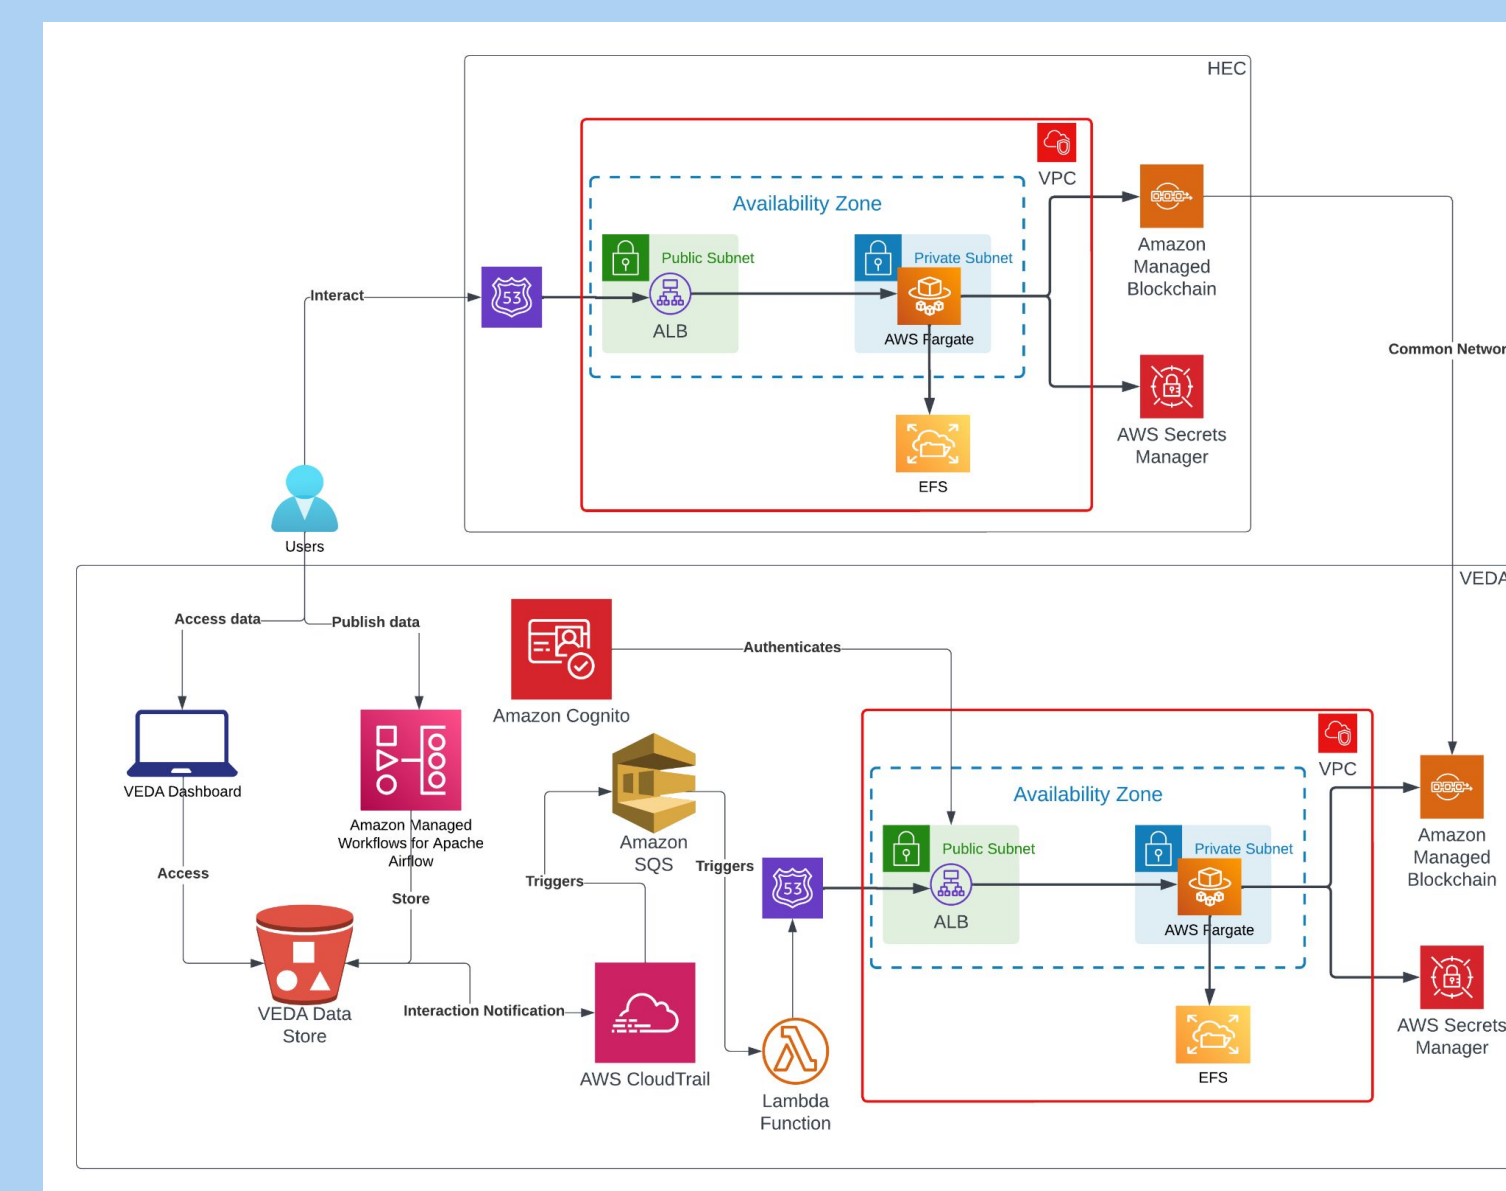 HEC
VPC
Availability Zone
Public Subnet
Private Subnet
53
ALB
AWS Fargate
EFS
Amazon
Managed
Blockchain
AWS Secrets
Manager
Interact
Common Networ
Users
VEDA
Access data
Publish data
Authenticates
Amazon Cognito
VEDA Dashboard
Amazon Managed
Workflows for Apache
Airflow
Amazon
SQS
Access
Store
Triggers
Triggers
VEDA Data
Store
Interaction Notification
AWS CloudTrail
Lambda
Function
53
VPC
Availability Zone
Public Subnet
Private Subnet
ALB
AWS Fargate
EFS
Amazon
Managed
Blockchain
AWS Secrets
Manager